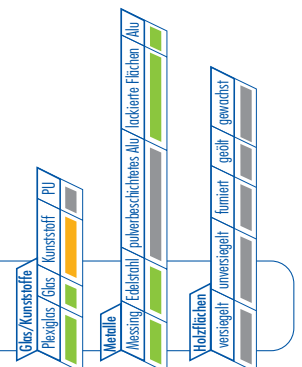 Glas/Kunststoffe
Plexiglas
Glas
Kunststoff
PU
Metalle
Messing
Edelstahl
pulverbeschichtetes Alu
lackierte Flächen
Alu
Holzflächen
versiegelt
unversiegelt
furniert
geölt
gewachst